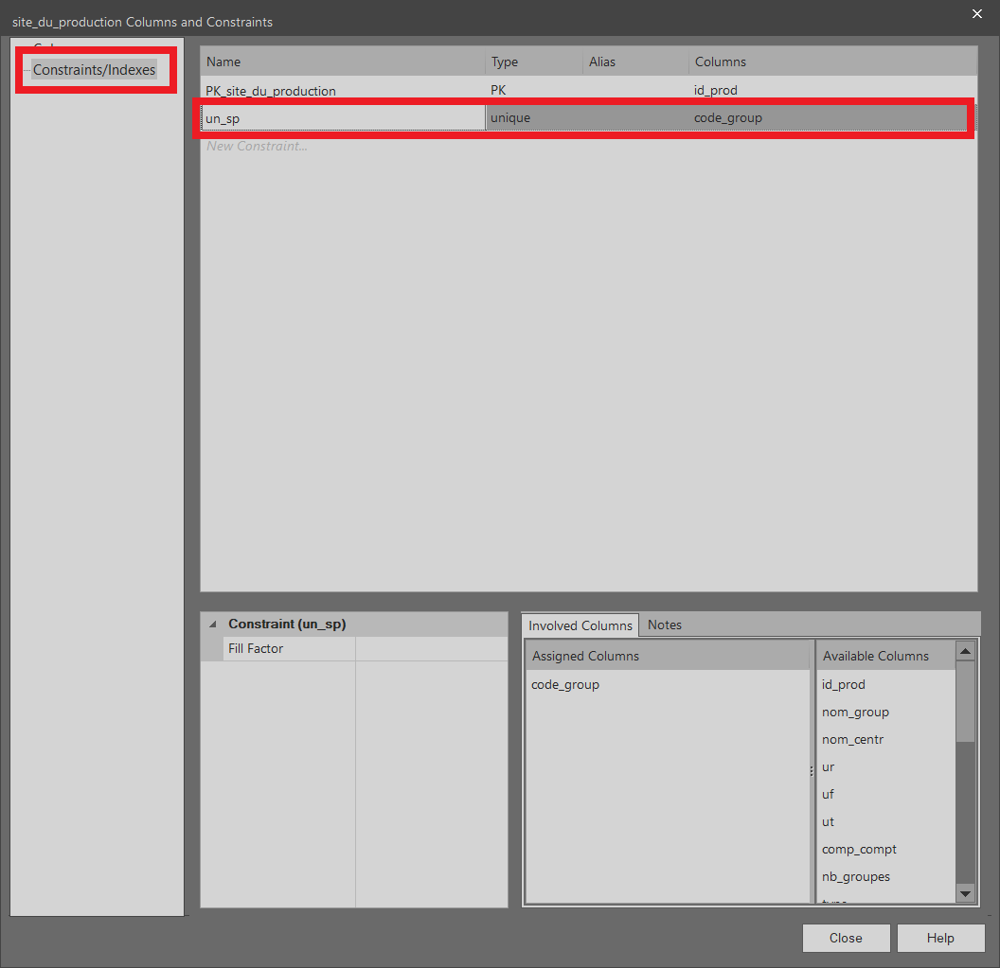 site_du_production Columns and Constraints
Constraints/Indexes
Name Type Alias Columns
PK_site_du_production PK id_prod
un_sp unique code_group
New Constraint...
Constraint (un_sp)
Fill Factor
Involved Columns Notes
Assigned Columns
code_group
Available Columns
id_prod
nom_group
nom_centr
ur
uf
ut
comp_compt
nb_groupes
Close Help